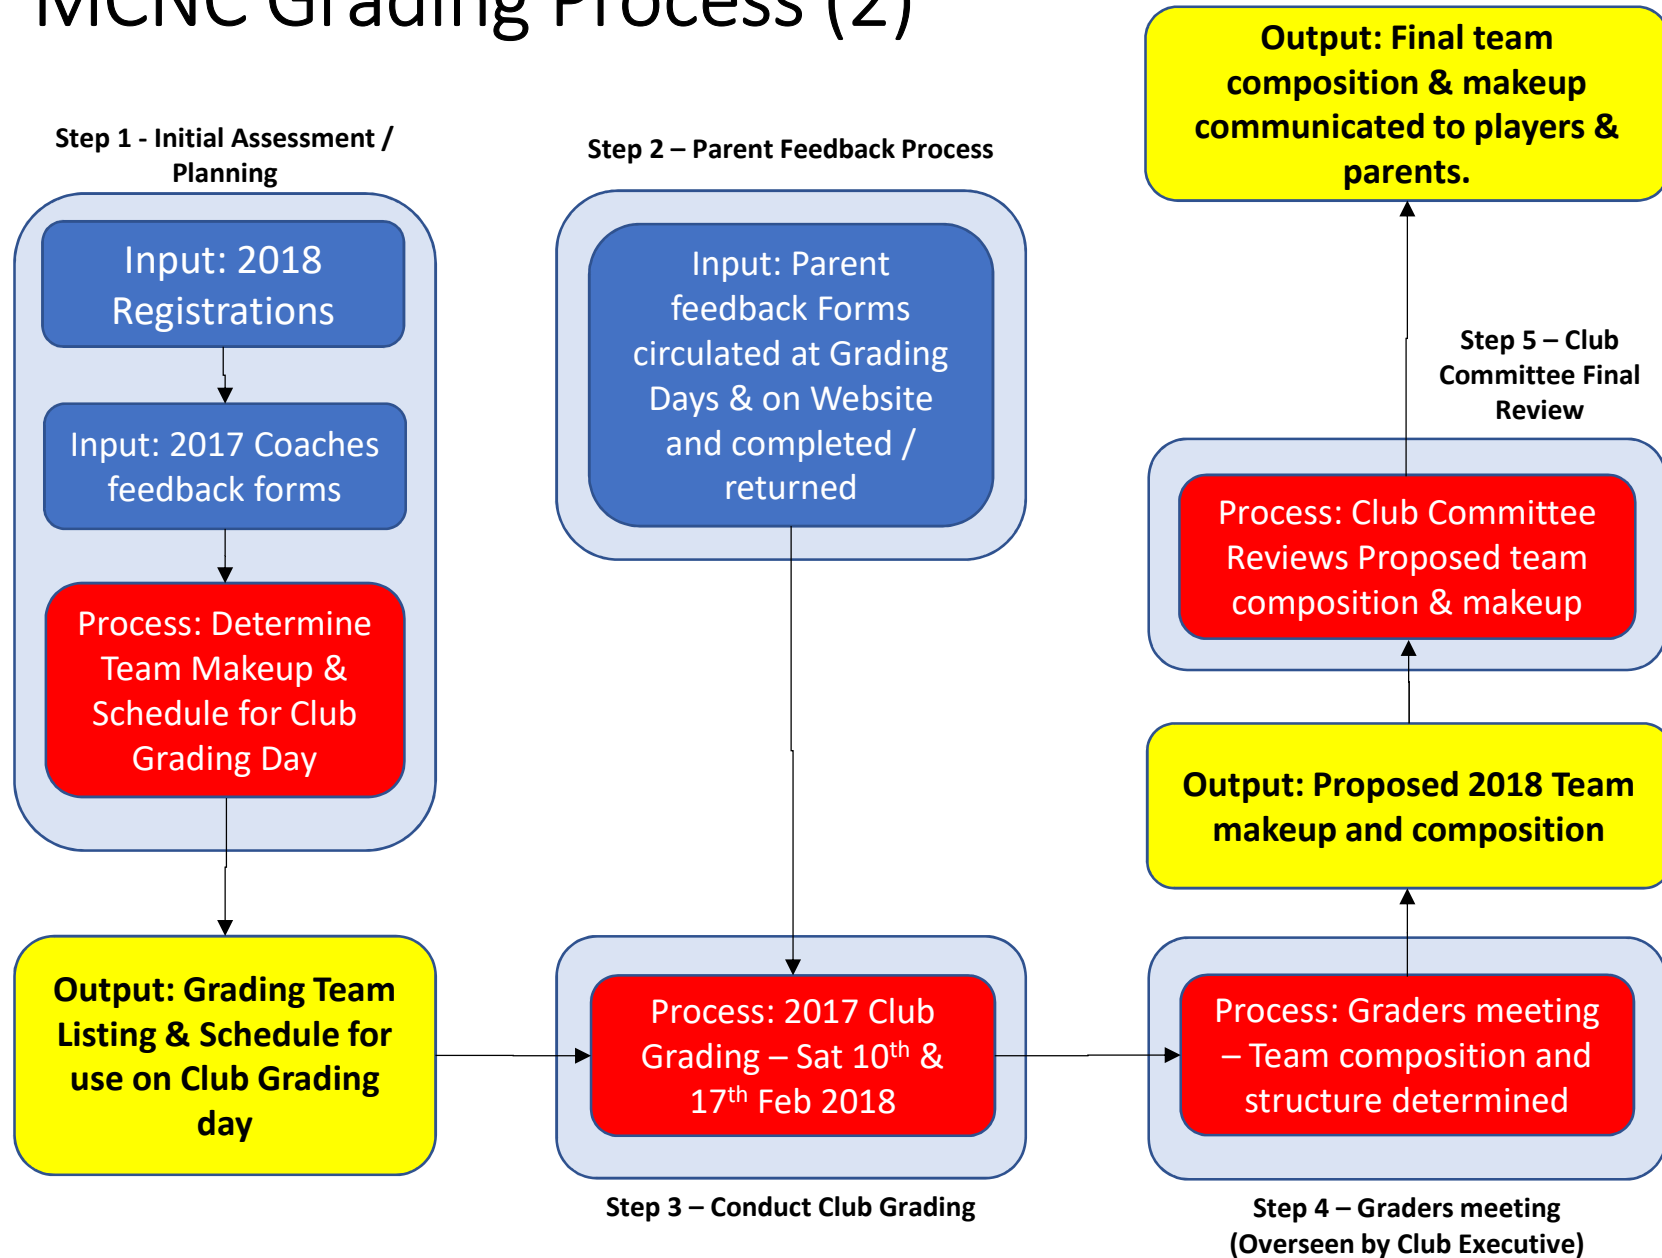 MCNC Grading Process (2)
Step 1 - Initial Assessment /
Planning
Input: 2018
Registrations
Input: 2017 Coaches
feedback forms
Process: Determine
Team Makeup &
Schedule for Club
Grading Day
Output: Grading Team
Listing & Schedule for
use on Club Grading
day
Step 2 – Parent Feedback Process
Input: Parent
feedback Forms
circulated at Grading
Days & on Website
and completed /
returned
Process: 2017 Club
Grading – Sat 10th &
17th Feb 2018
Step 3 – Conduct Club Grading
Process: Graders meeting
– Team composition and
structure determined
Step 4 – Graders meeting
(Overseen by Club Executive)
Output: Proposed 2018 Team
makeup and composition
Step 5 – Club
Committee Final
Review
Process: Club Committee
Reviews Proposed team
composition & makeup
Output: Final team
composition & makeup
communicated to players &
parents.